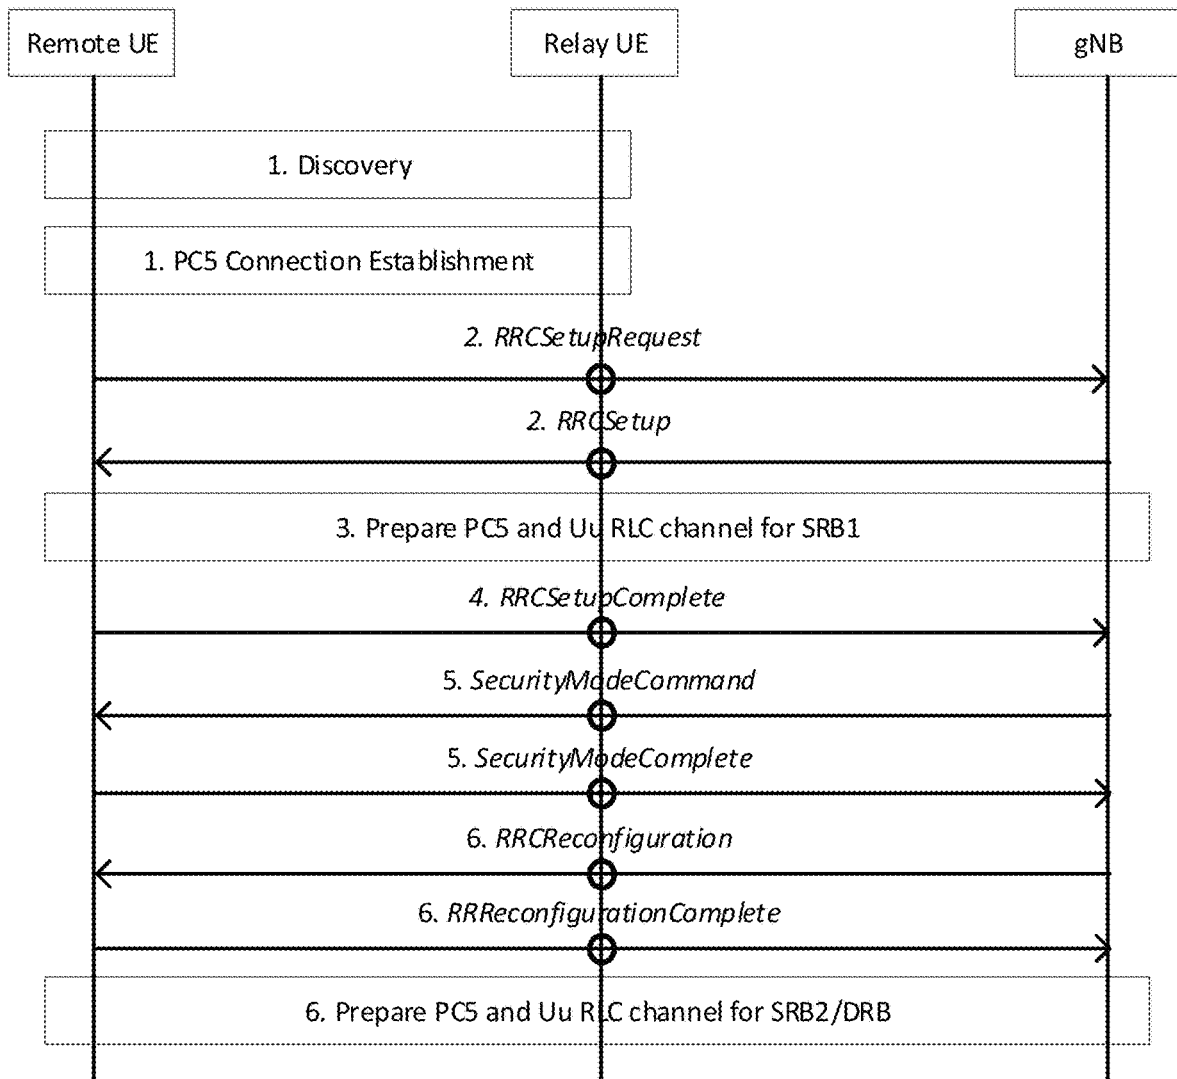 Remote UE
Relay UE
gNB
1. Discovery
1. PC5 Connection Establishment
2. RRCSetupRequest
2. RRCSetup
3. Prepare PC5 and Uu RLC channel for SRB1
4. RRCSetupComplete
5. SecurityModeCommand
5. SecurityModeComplete
6. RRCReconfiguration
6. RRReconfigurationComplete
6. Prepare PC5 and Uu RLC channel for SRB2/DRB